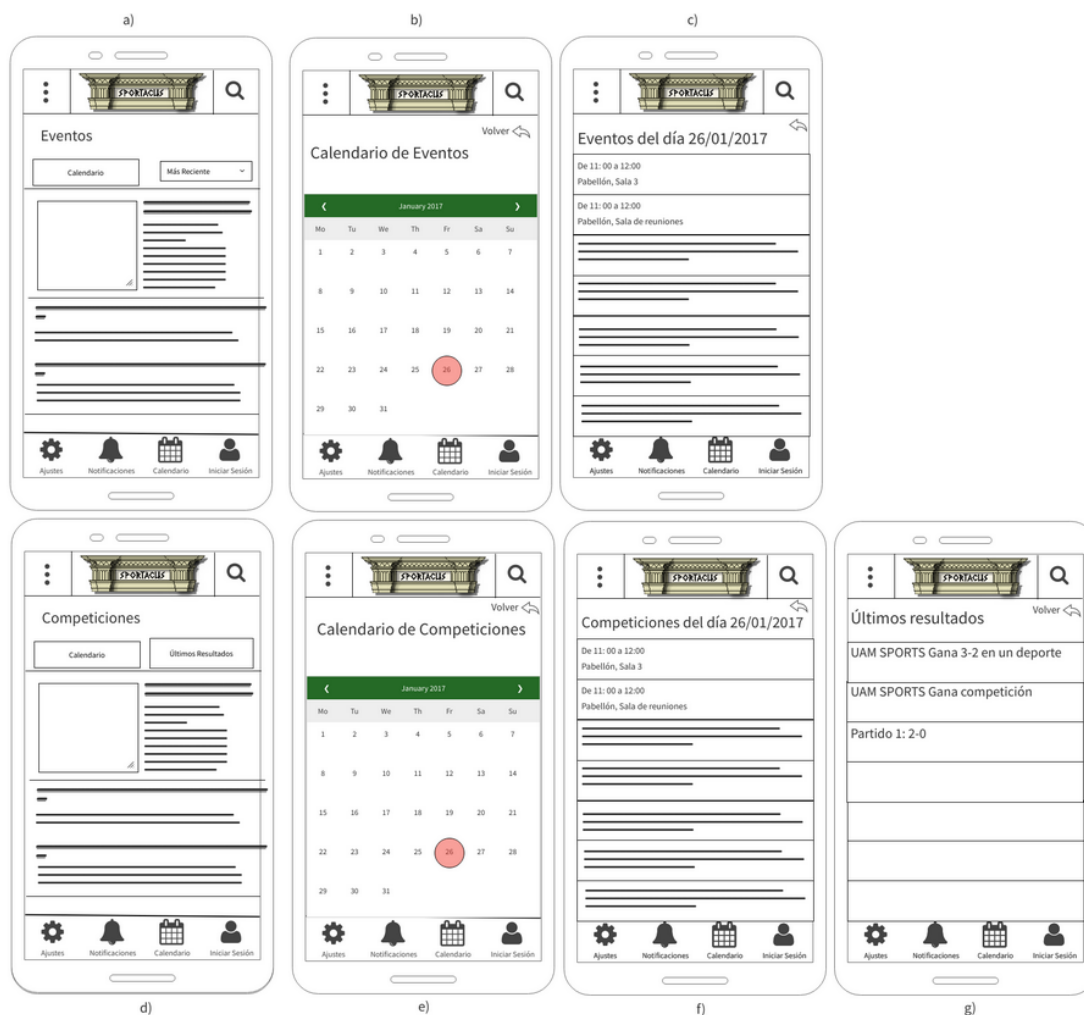 a)
SPORTACUS
Eventos
Calendario
Más Reciente
Ajustes Notificaciones Calendario Iniciar Sesión
b)
SPORTACUS
Volver
Calendario de Eventos
January 2017
Mo Tu We Th Fr Sa Su
1 2 3 4 5 6 7
8 9 10 11 12 13 14
15 16 17 18 19 20 21
22 23 24 25 26 27 28
29 30 31
Ajustes Notificaciones Calendario Iniciar Sesión
c)
SPORTACUS
Eventos del día 26/01/2017
De 11: 00 a 12:00
Pabellón, Sala 3
De 11: 00 a 12:00
Pabellón, Sala de reuniones
Ajustes Notificaciones Calendario Iniciar Sesión
SPORTACUS
Competiciones
Calendario
Últimos Resultados
Ajustes Notificaciones Calendario Iniciar Sesión
d)
SPORTACUS
Volver
Calendario de Competiciones
January 2017
Mo Tu We Th Fr Sa Su
1 2 3 4 5 6 7
8 9 10 11 12 13 14
15 16 17 18 19 20 21
22 23 24 25 26 27 28
29 30 31
Ajustes Notificaciones Calendario Iniciar Sesión
e)
SPORTACUS
Competiciones del día 26/01/2017
De 11: 00 a 12:00
Pabellón, Sala 3
De 11: 00 a 12:00
Pabellón, Sala de reuniones
Ajustes Notificaciones Calendario Iniciar Sesión
f)
SPORTACUS
Volver
Últimos resultados
UAM SPORTS Gana 3-2 en un deporte
UAM SPORTS Gana competición
Partido 1: 2-0
Ajustes Notificaciones Calendario Iniciar Sesión
g)